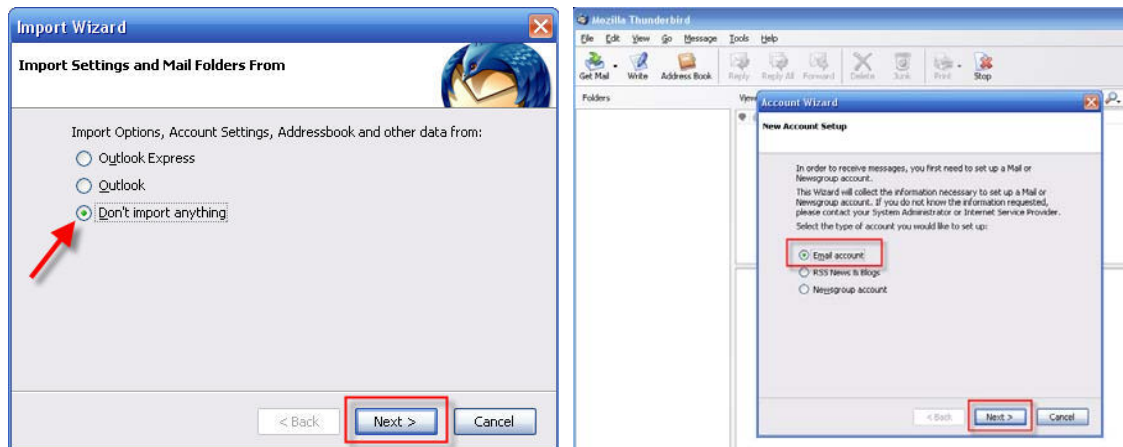 Import Wizard
Import Settings and Mail Folders From
Import Options, Account Settings, Addressbook and other data from:
Outlook Express
Outlook
Don't import anything
< Back Next > Cancel
Mozilla Thunderbird
File Edit View Go Message Tools Help
Get Mail Write Address Book Reply Reply All Forward Delete Junk Print Stop
Folders
View
Account Wizard
New Account Setup
In order to receive messages, you first need to set up a Mail or
Newsgroup account.
This Wizard will collect the information necessary to set up a Mail or
Newsgroup account. If you do not know the information requested,
please contact your System Administrator or Internet Service Provider.
Select the type of account you would like to set up:
Email account
RSS News & Blogs
Newsgroup account
< Back Next > Cancel